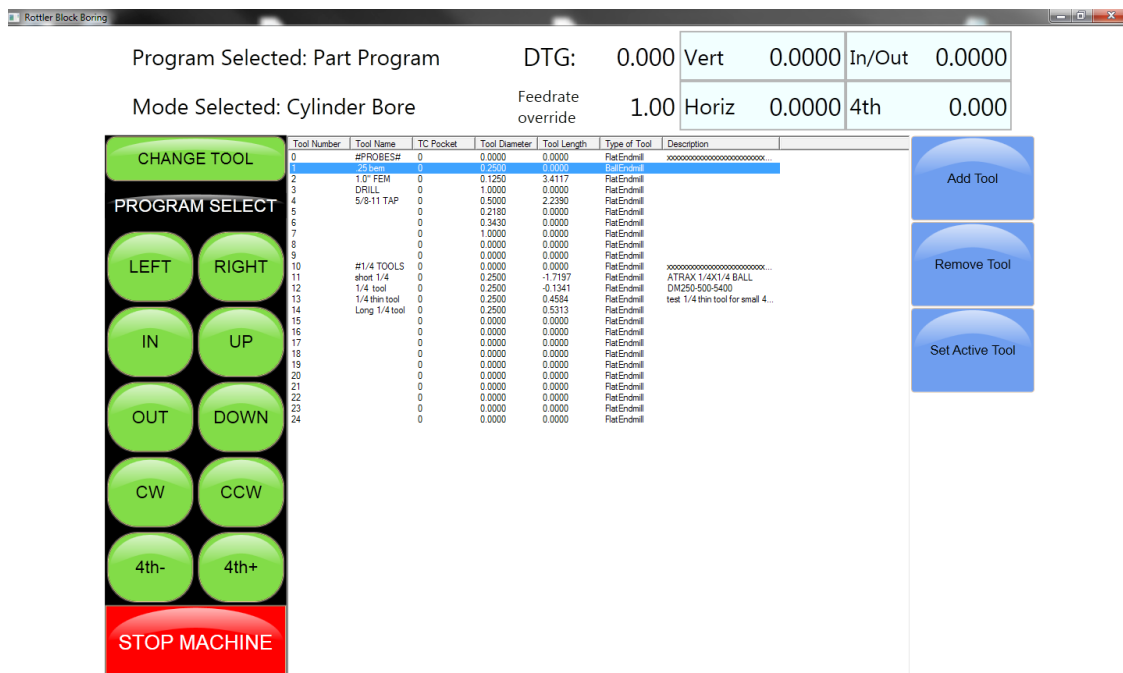 Rottler Block Boring
Program Selected: Part Program DTG: 0.000 Vert 0.0000 In/Out 0.0000
Mode Selected: Cylinder Bore Feedrate override 1.00 Horiz 0.0000 4th 0.000
CHANGE TOOL
PROGRAM SELECT
LEFT RIGHT
IN UP
OUT DOWN
CW CCW
4th- 4th+
STOP MACHINE
Tool Number Tool Name TC Pocket Tool Diameter Tool Length Type of Tool Description
0 #PROBES# 0 0.0000 0.0000 FlatEndmill xxxxxxxxxxxxxxxxxxxxxxxxxx...
1 .25 bem 0 0.2500 0.0000 BallEndmill
2 1.0" FEM 0 0.1250 3.4117 FlatEndmill
3 DRILL 0 1.0000 0.0000 FlatEndmill
4 5/8-11 TAP 0 0.5000 2.2390 FlatEndmill
5 0 0.2180 0.0000 FlatEndmill
6 0 0.3430 0.0000 FlatEndmill
7 0 1.0000 0.0000 FlatEndmill
8 0 0.0000 0.0000 FlatEndmill
9 0 0.0000 0.0000 FlatEndmill
10 #1/4 TOOLS 0 0.0000 0.0000 FlatEndmill xxxxxxxxxxxxxxxxxxxxxxxx...
11 short 1/4 0 0.2500 -1.7197 FlatEndmill ATRAX 1/4X1/4 BALL
12 1/4 tool 0 0.2500 -0.1341 FlatEndmill DM250-500-5400
13 1/4 thin tool 0 0.2500 0.4584 FlatEndmill test 1/4 thin tool for small 4...
14 Long 1/4 tool 0 0.2500 0.5313 FlatEndmill
15 0 0.0000 0.0000 FlatEndmill
16 0 0.0000 0.0000 FlatEndmill
17 0 0.0000 0.0000 FlatEndmill
18 0 0.0000 0.0000 FlatEndmill
19 0 0.0000 0.0000 FlatEndmill
20 0 0.0000 0.0000 FlatEndmill
21 0 0.0000 0.0000 FlatEndmill
22 0 0.0000 0.0000 FlatEndmill
23 0 0.0000 0.0000 FlatEndmill
24 0 0.0000 0.0000 FlatEndmill
Add Tool
Remove Tool
Set Active Tool